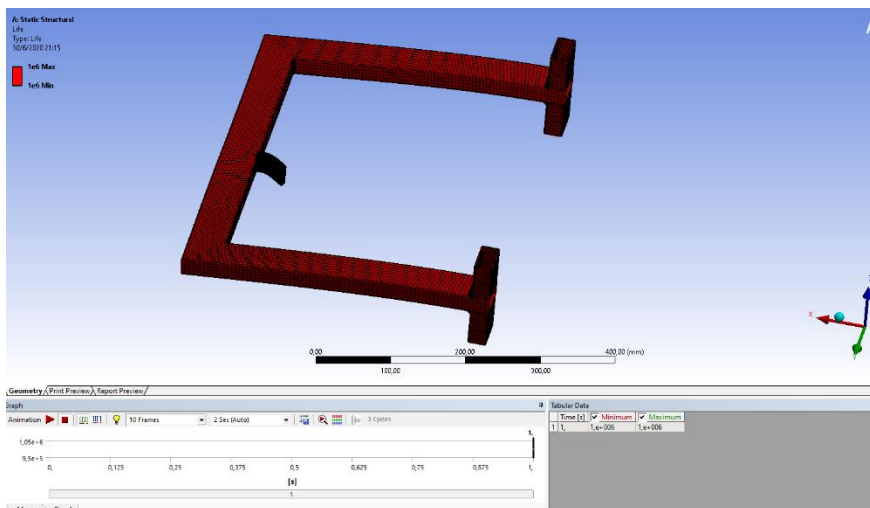 A: Static Structural
Life
Type: Life
30/6/2020 21:15
1e6 Max
1e6 Min
0,00 200,00 400,00 (mm)
100,00 300,00
X
Geometry Print Preview Report Preview
Graph
Animation 10 Frames 2 Sec (Auto) 3 Cycles
1,
1,05e+6
9,5e+5
0, 0,125 0,25 0,375 0,5 0,625 0,75 0,875 1,
[s]
1
Tabular Data
Time [s] Minimum Maximum
1 1, 1,e+006 1,e+006